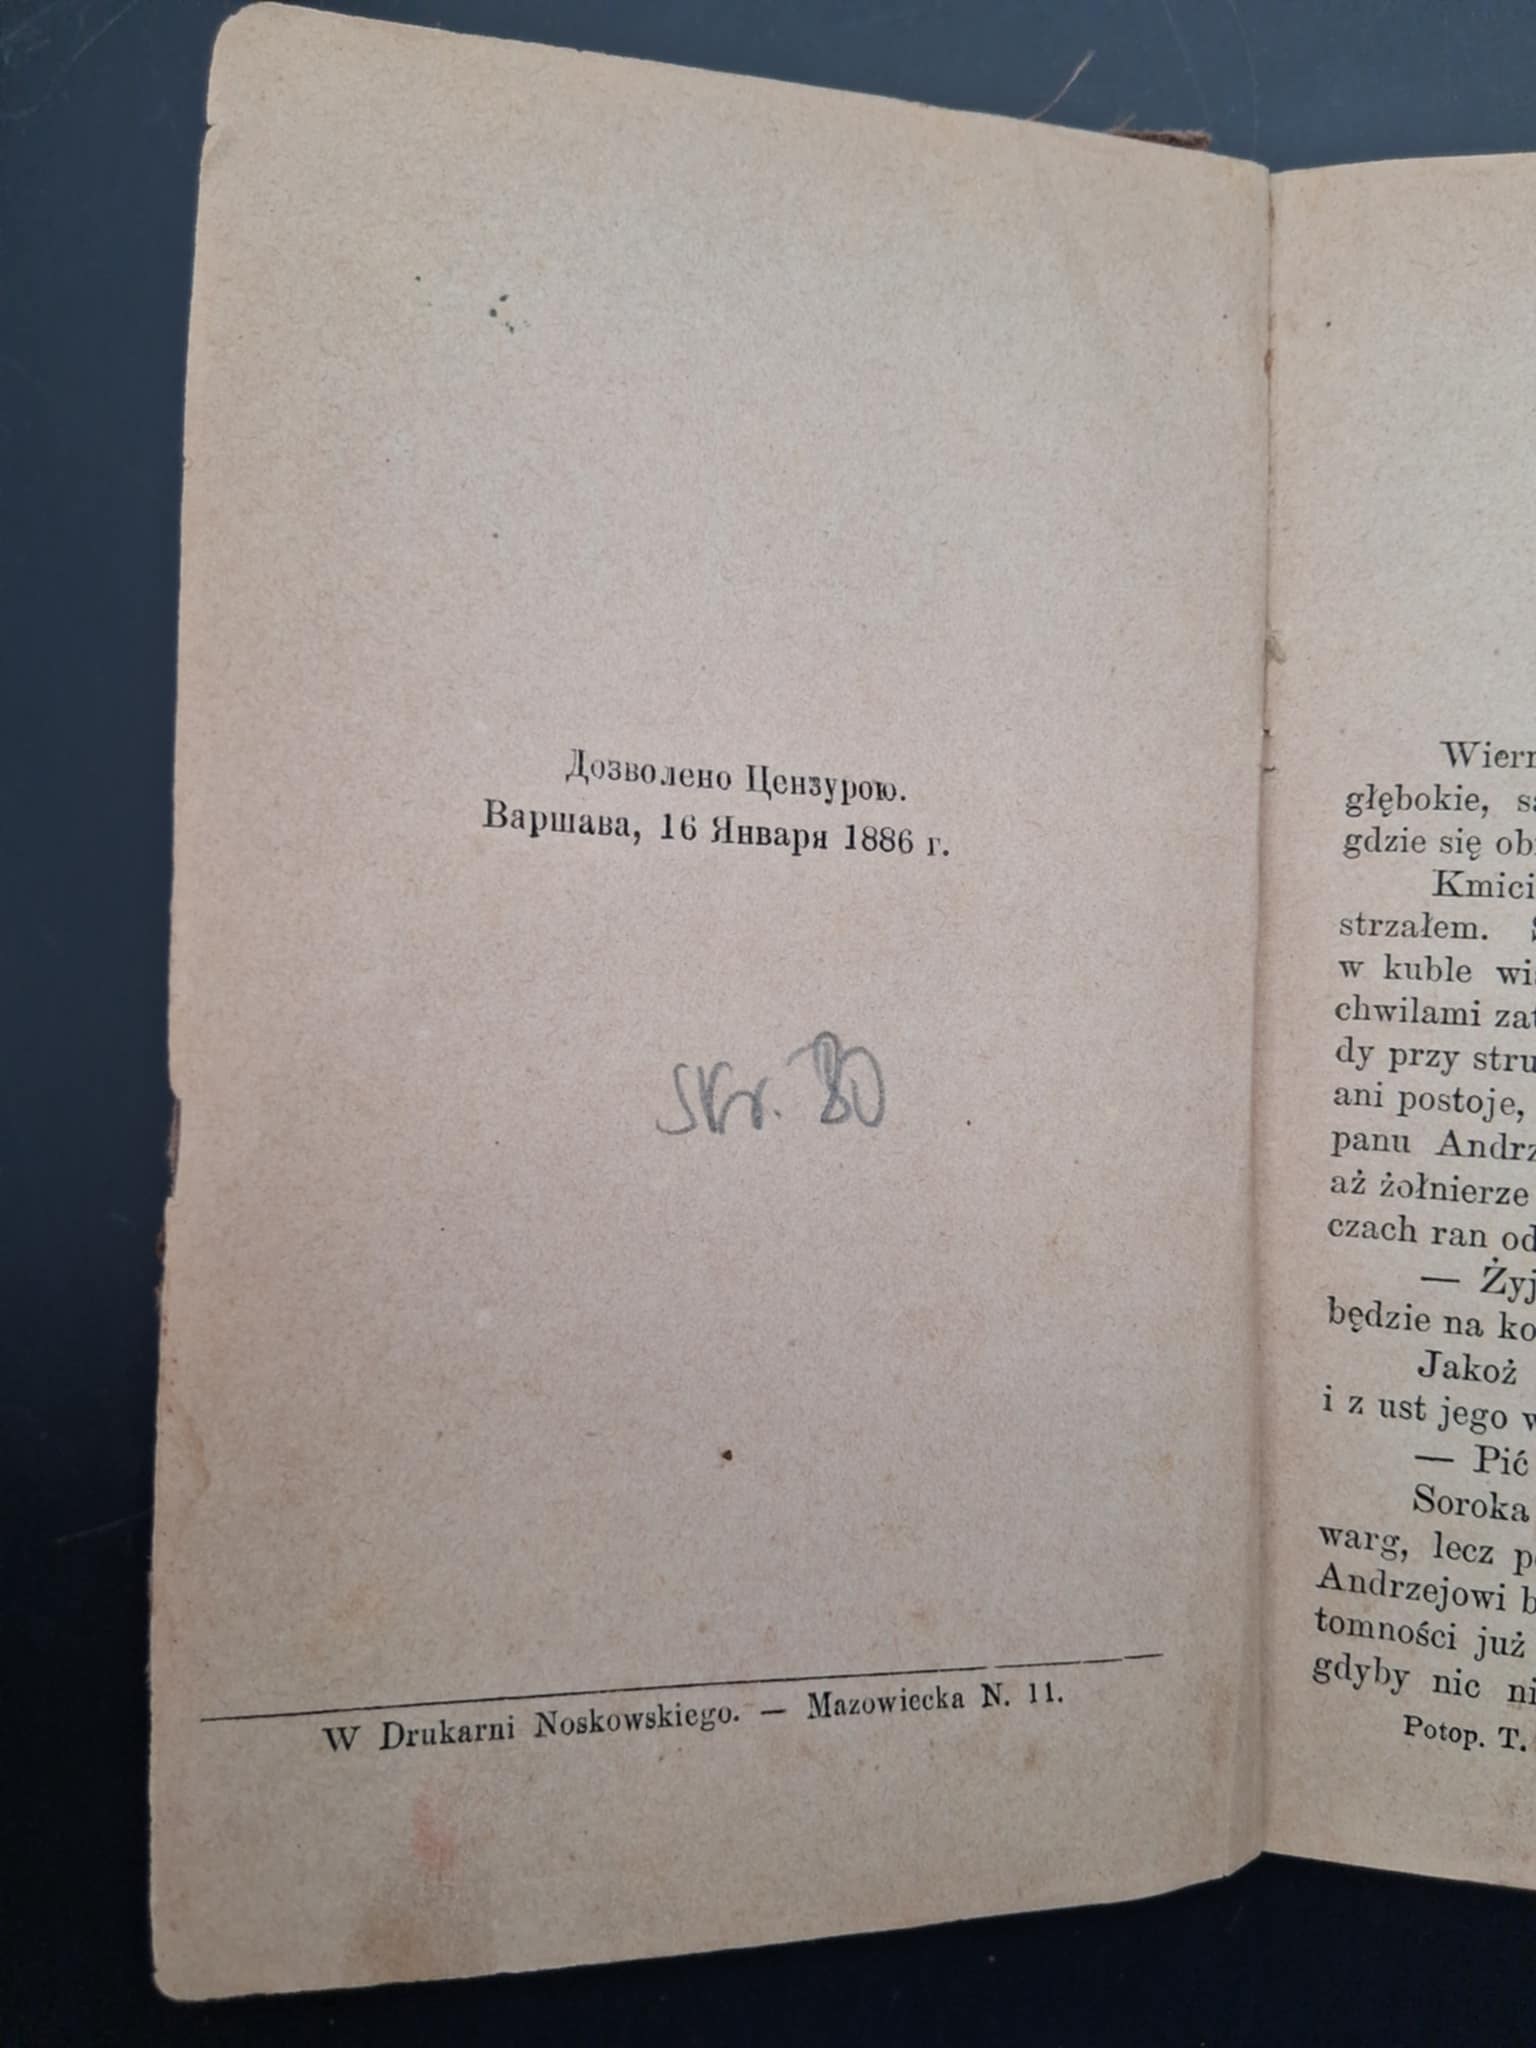 Дозволено Цензурою.
Варшава, 16 Января 1886 г.
str. 80
W Drukarni Noskowskiego. — Mazowiecka N. 11.
głębokie,
gdzie się
strzałem.
w kuble
chwilami
dy przy
ani postoje,
panu
aż żołnierze
czach ran
—
będzie na
Jakoż
i z ust jego
— Pić
Soroka
warg, lecz
Andrzejowi
tomności już
gdyby nic
Potop. T.